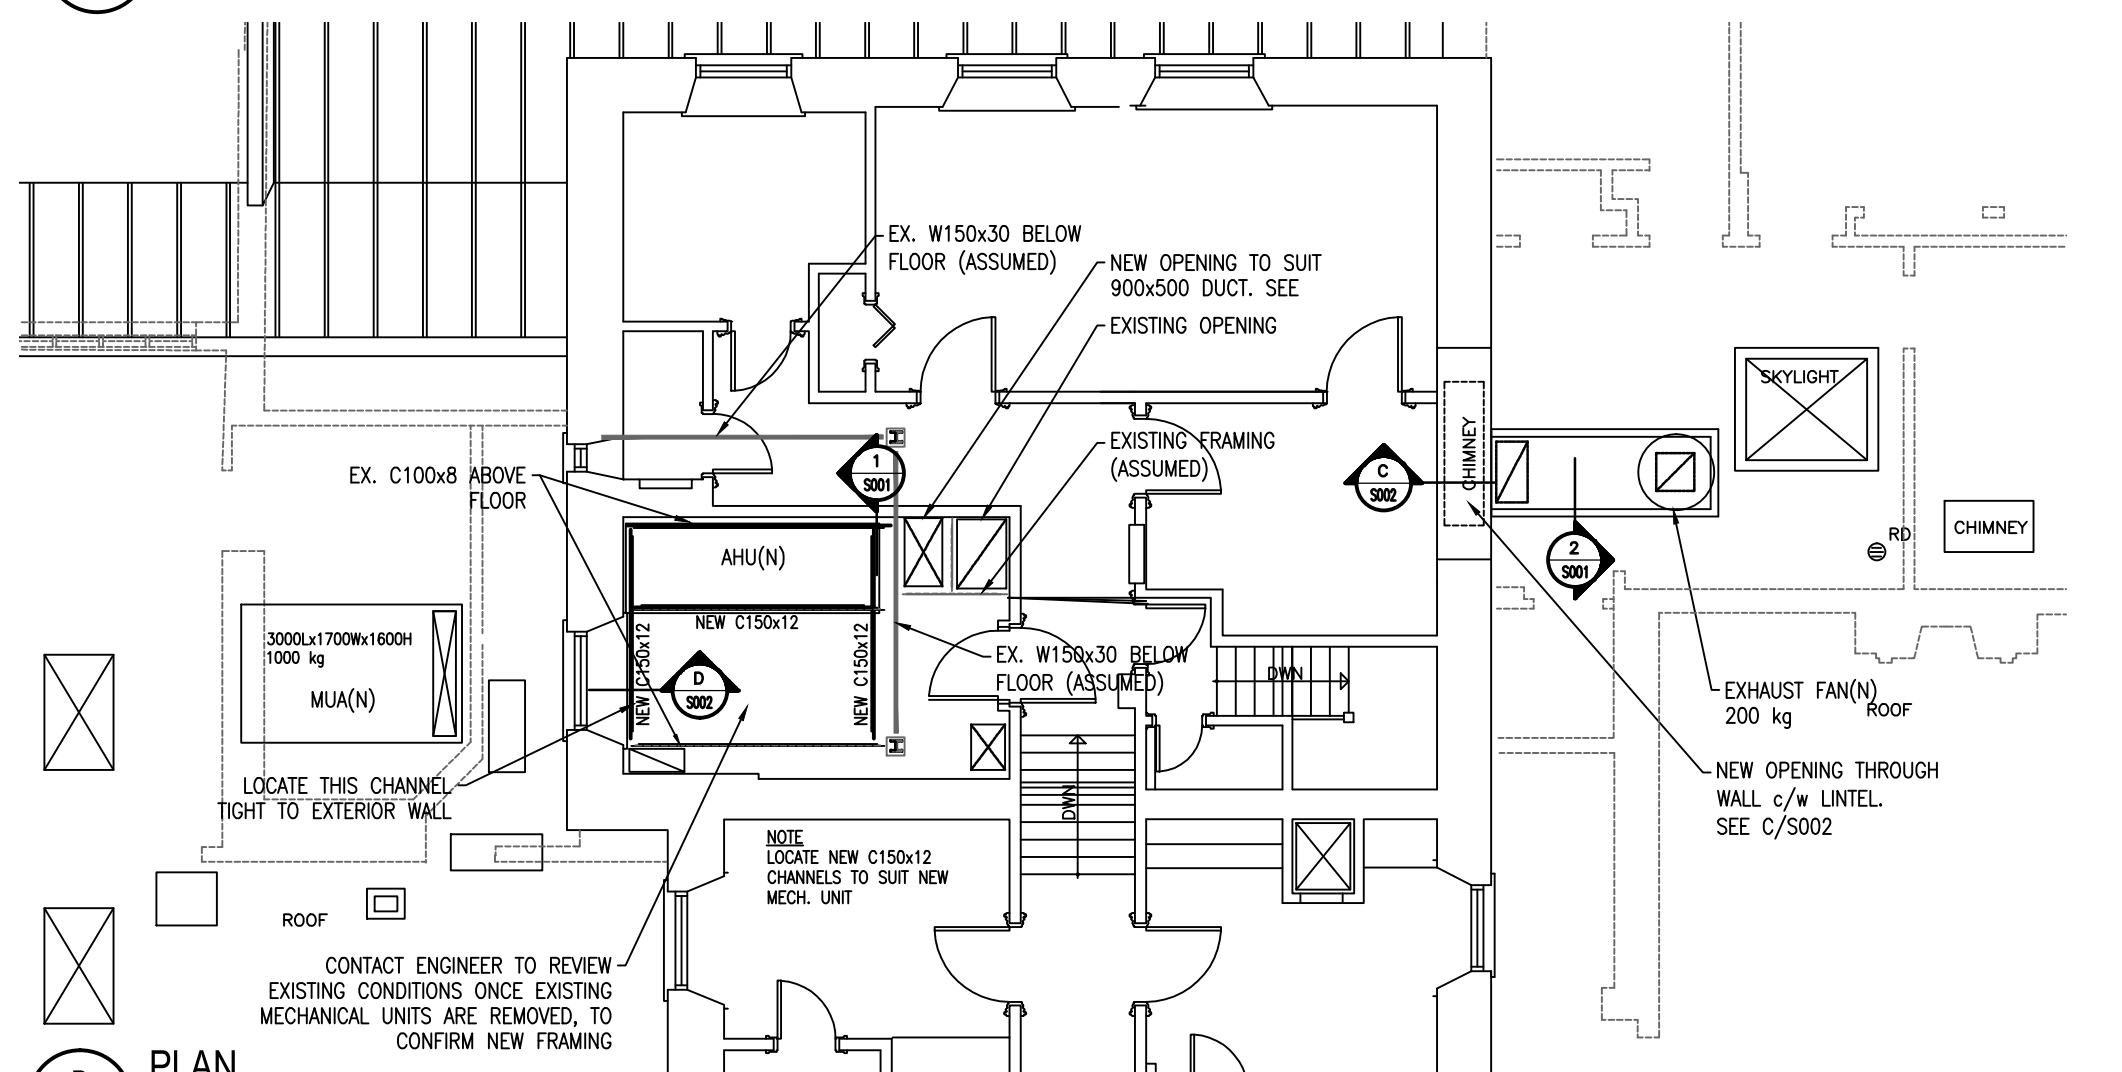 EX. W150x30 BELOW
FLOOR (ASSUMED)
NEW OPENING TO SUIT
900x500 DUCT. SEE
EXISTING OPENING
EXISTING FRAMING
(ASSUMED)
EX. C100x8 ABOVE
FLOOR
1
S001
C
S002
CHIMNEY
SKYLIGHT
CHIMNEY
RD
2
S001
AHU(N)
NEW C150x12
NEW C150x12
NEW C150x12
D
S002
EX. W150x30 BELOW
FLOOR (ASSUMED)
DWN
DWN
3000Lx1700Wx1600H
1000 kg
MUA(N)
EXHAUST FAN(N)
200 kg
ROOF
LOCATE THIS CHANNEL
TIGHT TO EXTERIOR WALL
NEW OPENING THROUGH
WALL c/w LINTEL.
SEE C/S002
NOTE
LOCATE NEW C150x12
CHANNELS TO SUIT NEW
MECH. UNIT
ROOF
CONTACT ENGINEER TO REVIEW
EXISTING CONDITIONS ONCE EXISTING
MECHANICAL UNITS ARE REMOVED, TO
CONFIRM NEW FRAMING
PLAN